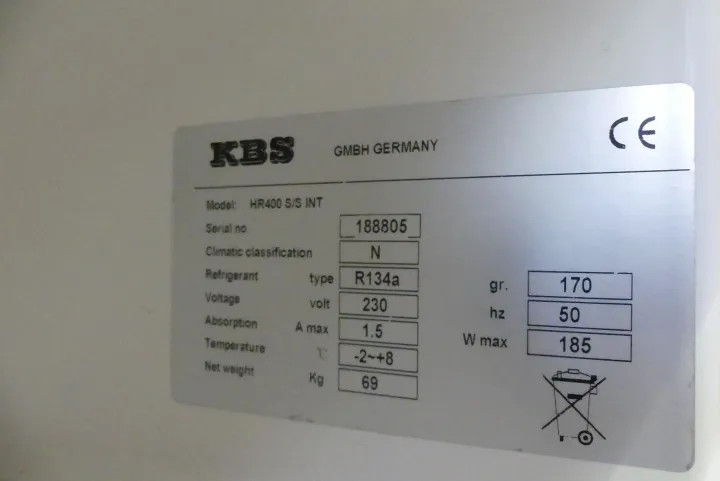 KBS GMBH GERMANY CE
Model: HR400 S/S INT
Serial no 188805
Climatic classification N
Refrigerant type R134a gr. 170
Voltage volt 230 hz 50
Absorption A max 1.5 W max 185
Temperature °C -2~+8
Net weight Kg 69